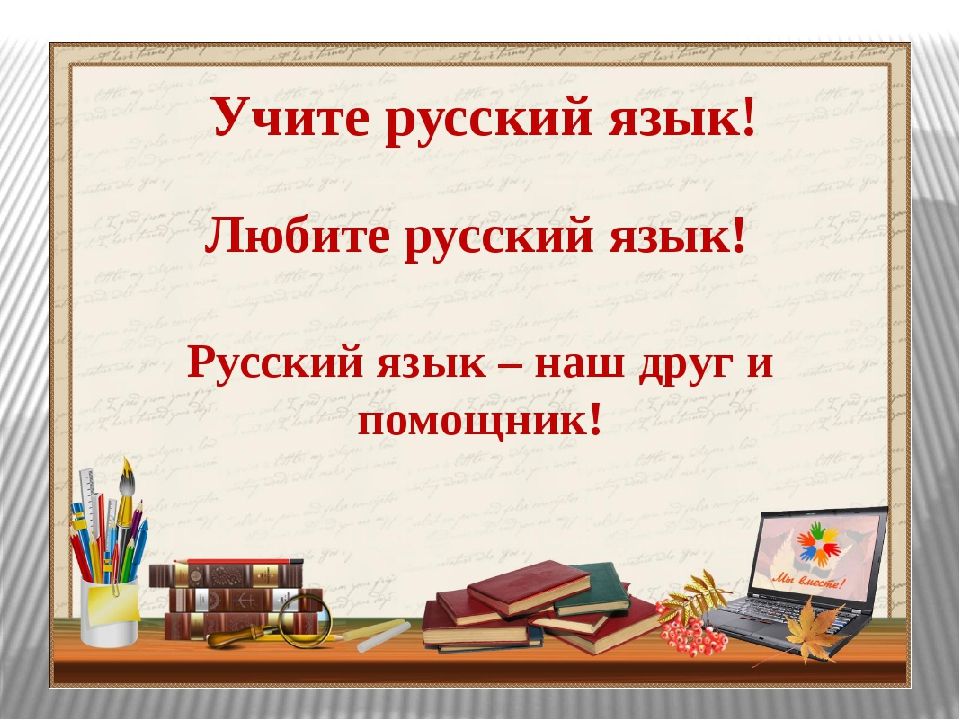 Учите русский язык!
Любите русский язык!
Русский язык – наш друг и
помощник!
Мы вместе!